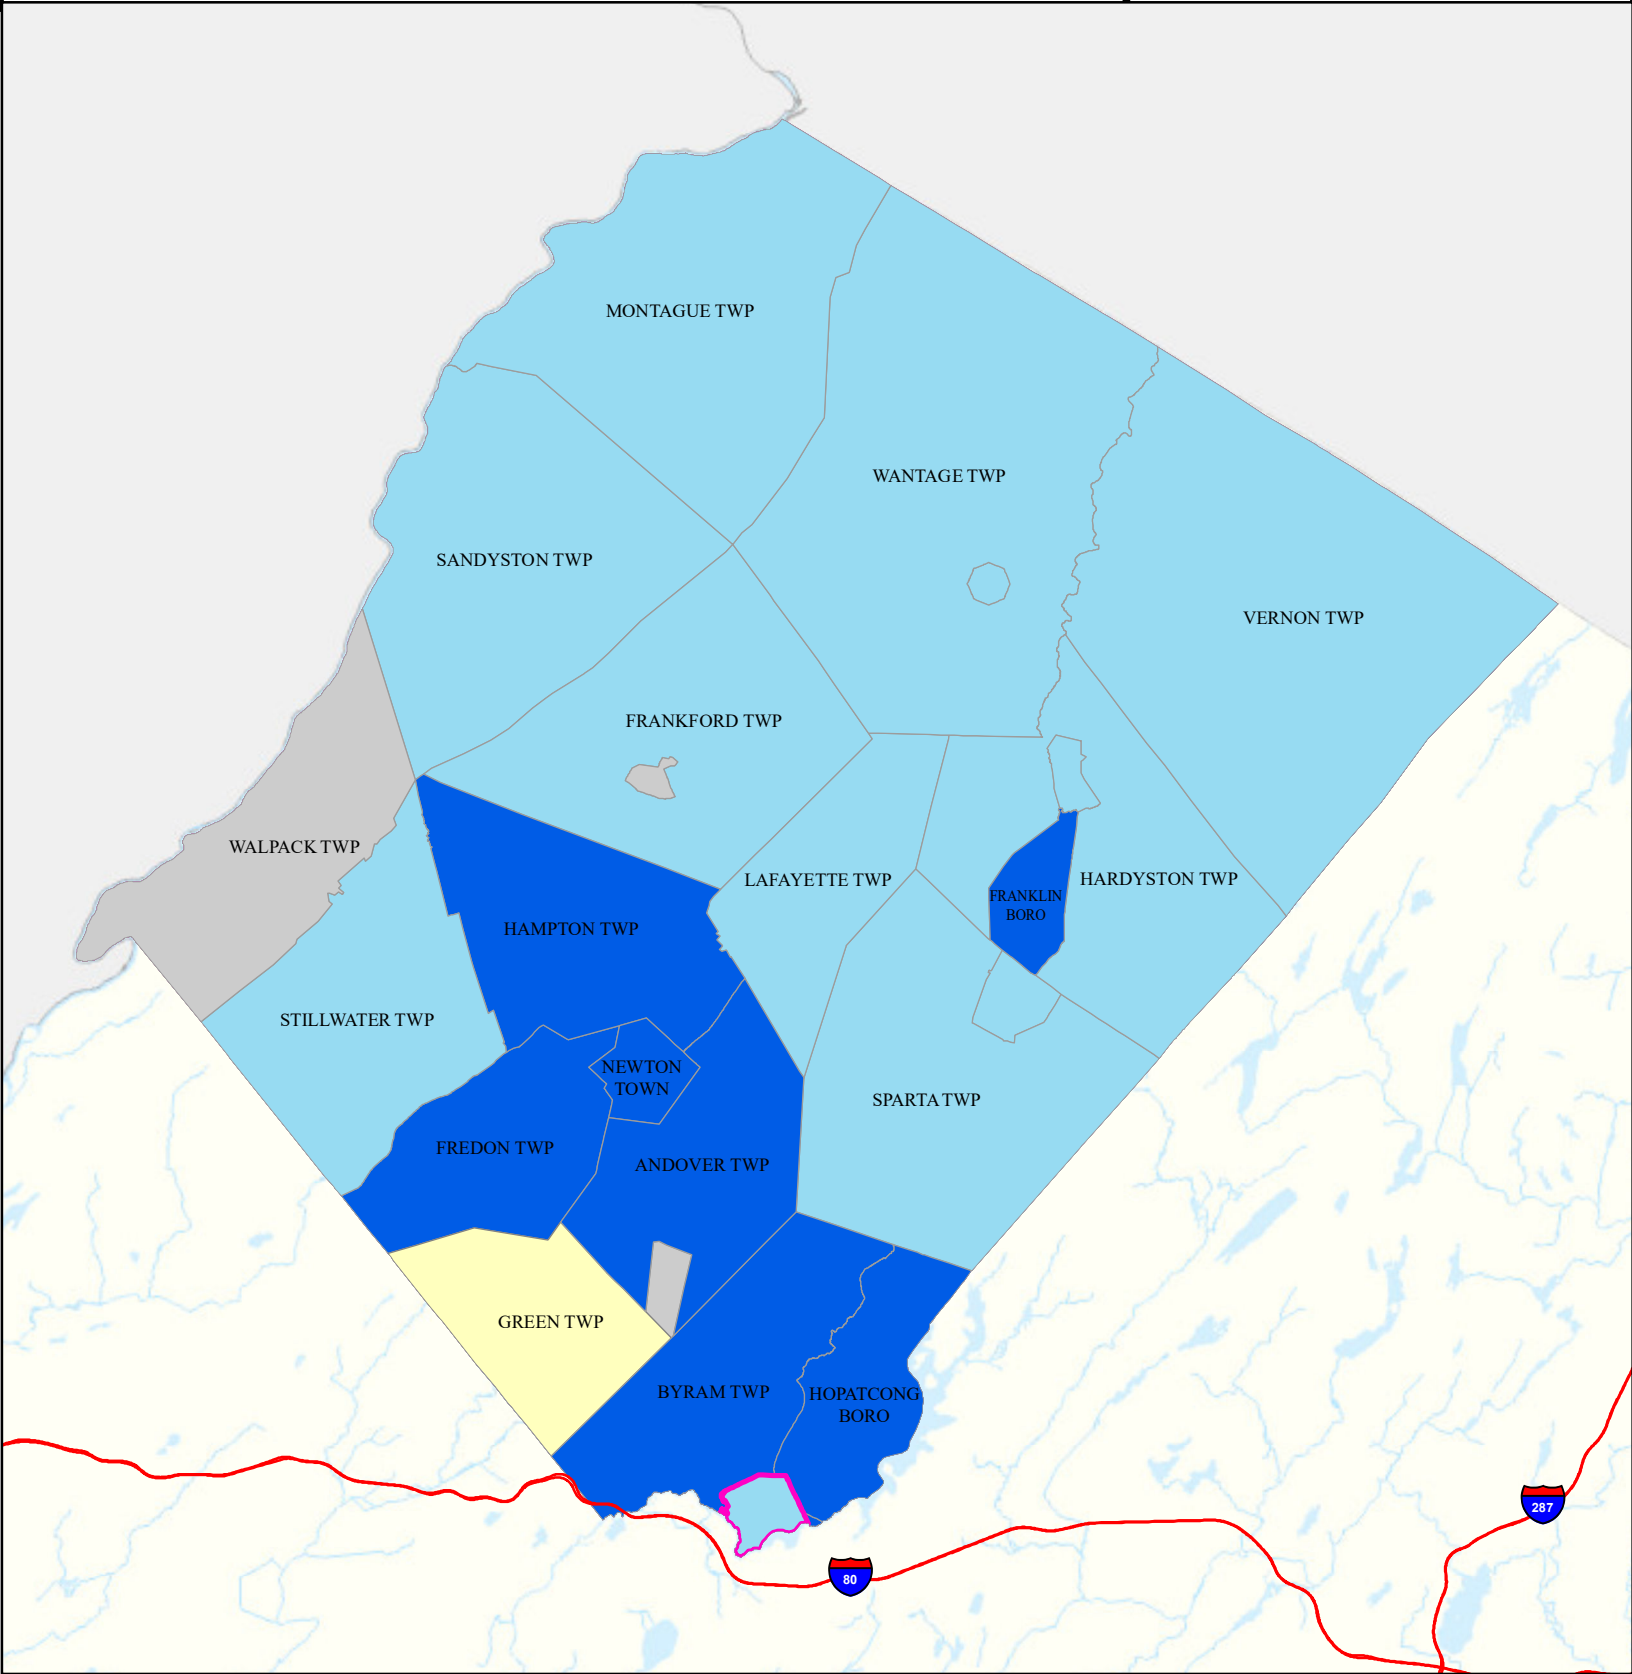 MONTAGUE TWP
WANTAGE TWP
SANDYSTON TWP
VERNON TWP
FRANKFORD TWP
WALPACK TWP
LAFAYETTE TWP
HARDYSTON TWP
FRANKLIN
BORO
HAMPTON TWP
STILLWATER TWP
NEWTON
TOWN
SPARTA TWP
FREDON TWP
ANDOVER TWP
GREEN TWP
BYRAM TWP
HOPATCONG
BORO
287
80